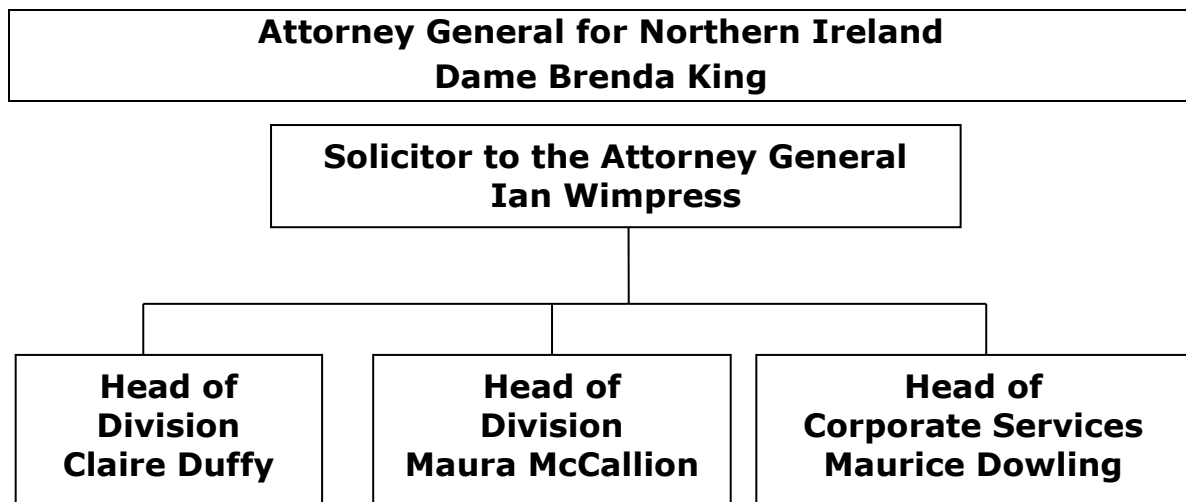 Attorney General for Northern Ireland
Dame Brenda King
Solicitor to the Attorney General
Ian Wimpress
Head of
Division
Claire Duffy
Head of
Division
Maura McCallion
Head of
Corporate Services
Maurice Dowling